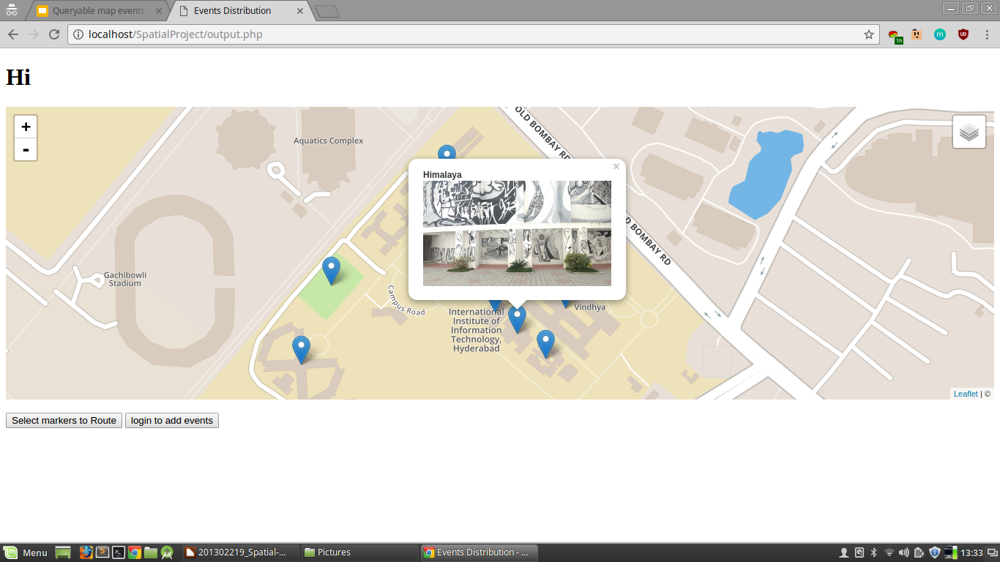 Queryable map events
Events Distribution
localhost/SpatialProject/output.php
1h
m
Hi
+
-
Aquatics Complex
OLD BOMBAY RD
Himalaya
×
D BOMBAY RD
Gachibowli
Stadium
Campus Road
Vindhya
International
Institute of
Information
Technology,
Hyderabad
Leaflet | ©
Select markers to Route
login to add events
Menu
201302219_Spatial-...
Pictures
Events Distribution - ...
13:33